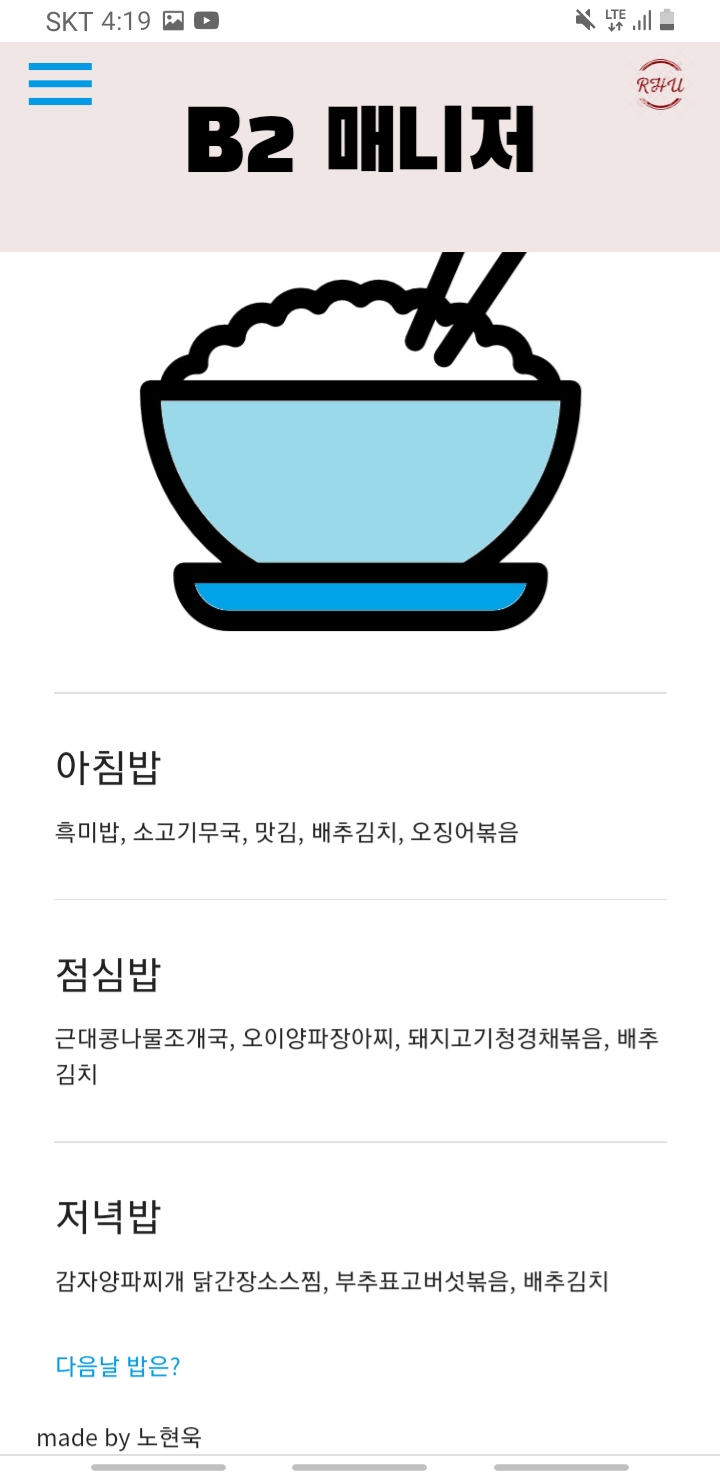 SKT 4:19
LTE
RHU
B2 매니저
아침밥
흑미밥, 소고기무국, 맛김, 배추김치, 오징어볶음
점심밥
근대콩나물조개국, 오이양파장아찌, 돼지고기청경채볶음, 배추
김치
저녁밥
감자양파찌개 닭간장소스찜, 부추표고버섯볶음, 배추김치
다음날 밥은?
made by 노현욱